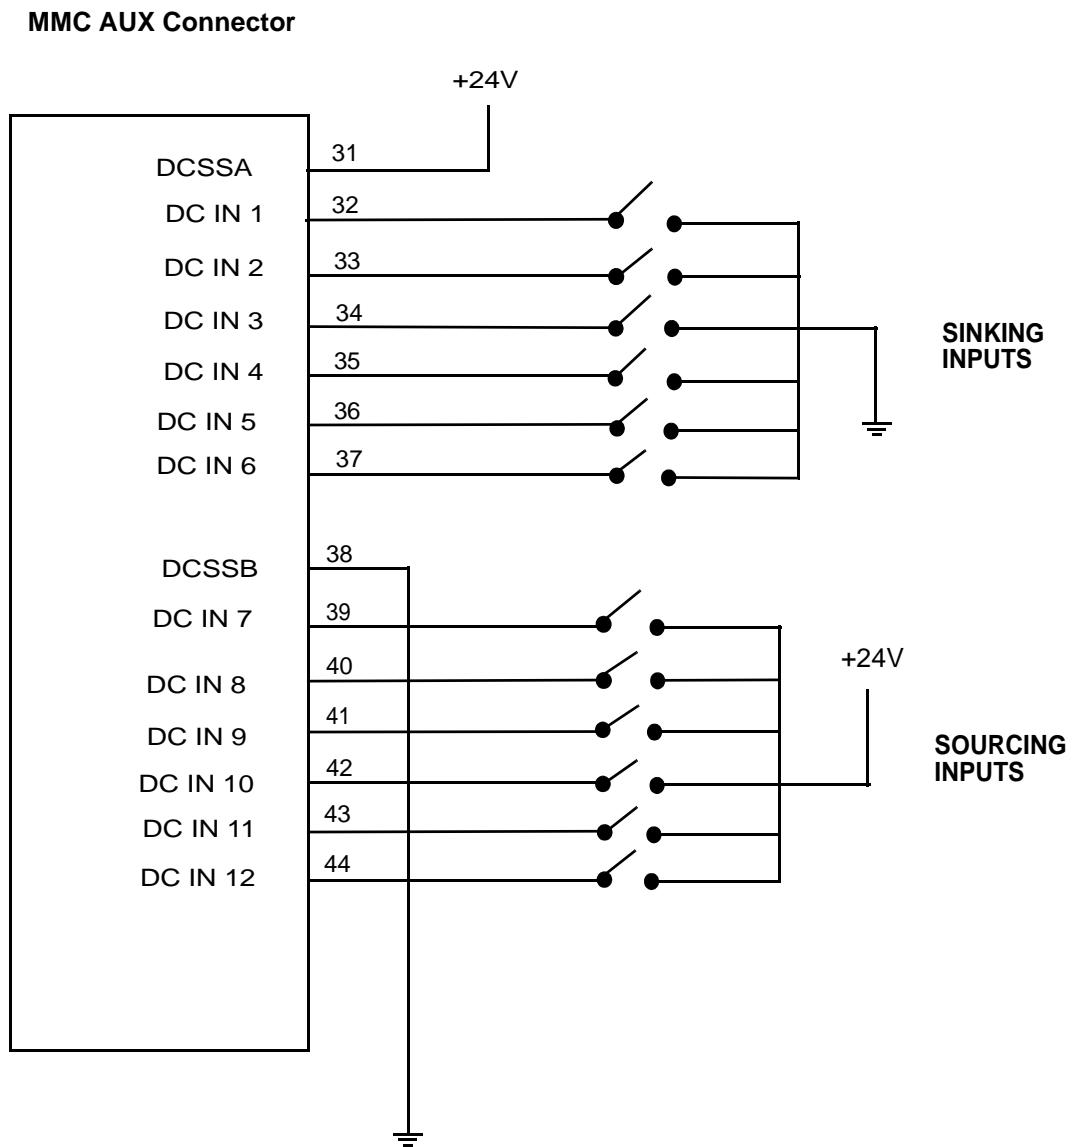 MMC AUX Connector
+24V
DCSSA 31
DC IN 1 32
DC IN 2 33
DC IN 3 34
DC IN 4 35
DC IN 5 36
DC IN 6 37
SINKING
INPUTS
DCSSB 38
DC IN 7 39
DC IN 8 40
DC IN 9 41
DC IN 10 42
DC IN 11 43
DC IN 12 44
+24V
SOURCING
INPUTS